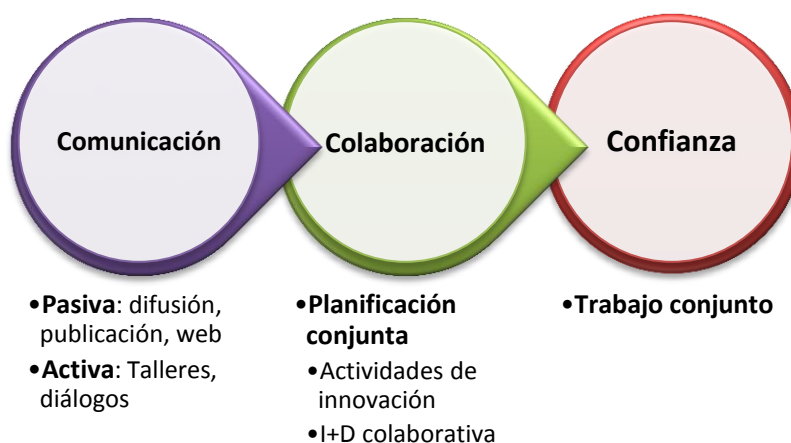 Comunicación
Colaboración
Confianza
•Pasiva: difusión,
publicación, web
•Activa: Talleres,
diálogos
•Planificación
conjunta
•Actividades de
innovación
•I+D colaborativa
•Trabajo conjunto